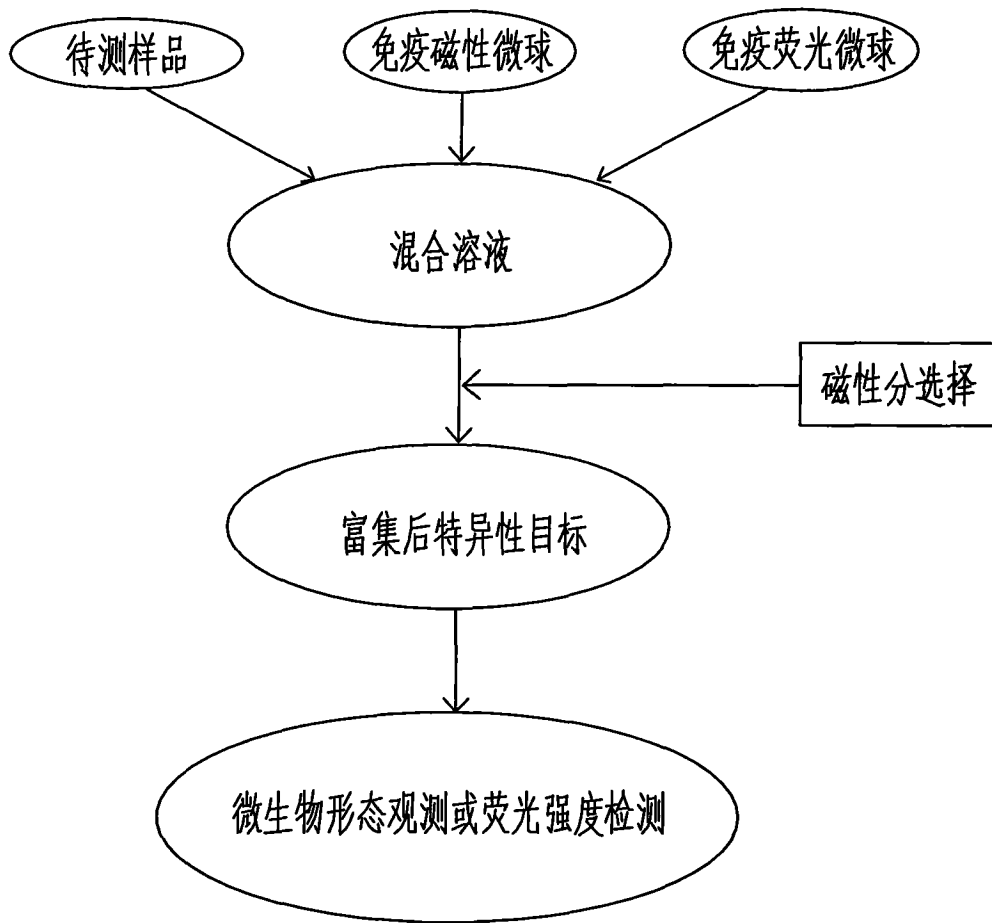 待测样品
免疫磁性微球
免疫荧光微球
混合溶液
磁性分选择
富集后特异性目标
微生物形态观测或荧光强度检测